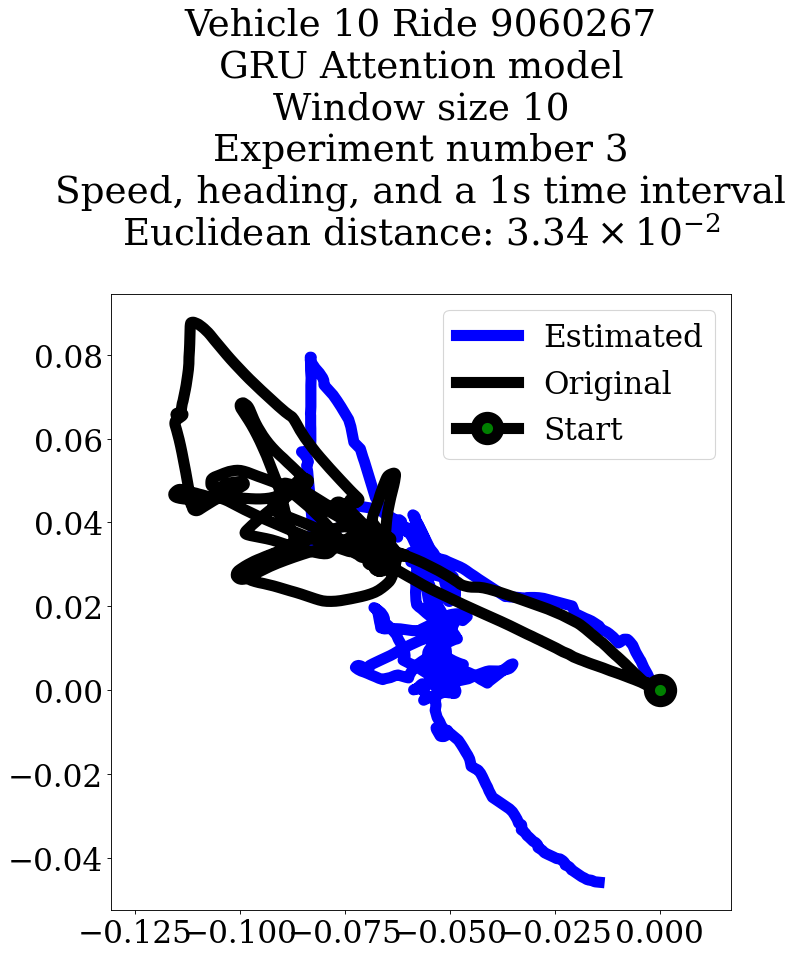 Vehicle 10 Ride 9060267
GRU Attention model
Window size 10
Experiment number 3
Speed, heading, and a 1s time interval
Euclidean distance: 3.34 × 10⁻²
Estimated
Original
Start
0.08
0.06
0.04
0.02
0.00
−0.02
−0.04
−0.125 −0.100 −0.075 −0.050 −0.025 0.000